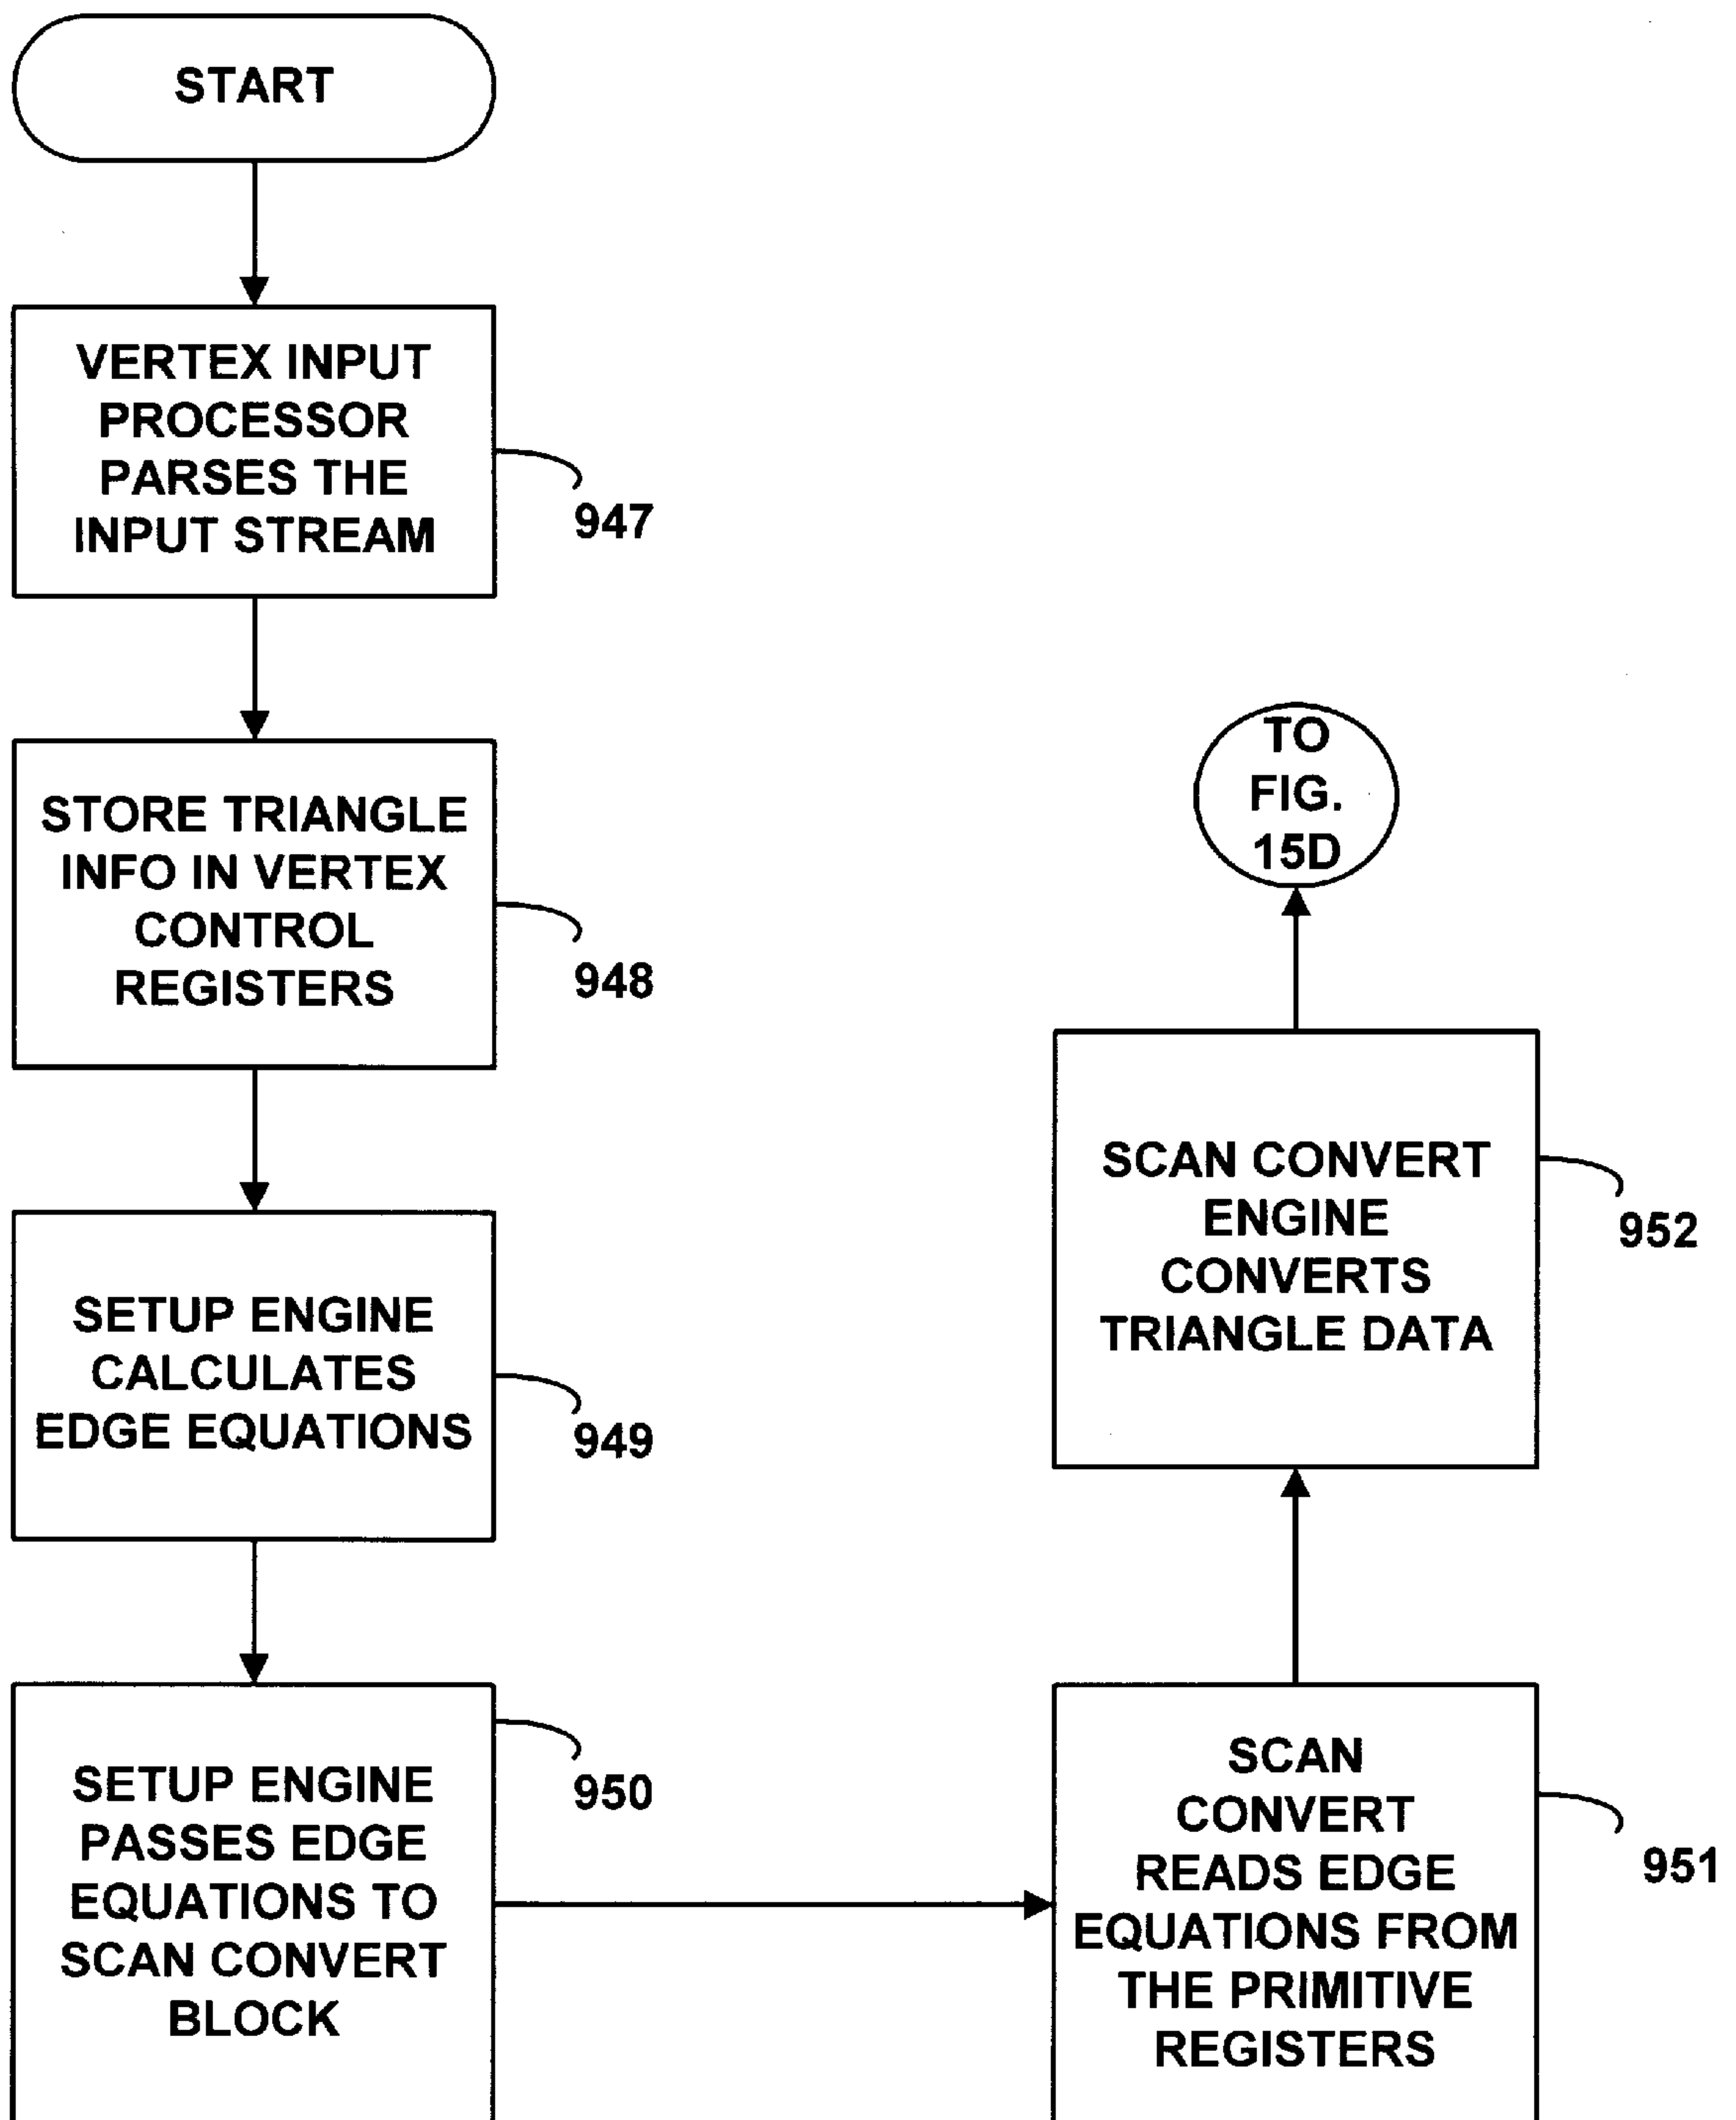 START
VERTEX INPUT
PROCESSOR
PARSES THE
INPUT STREAM
947
STORE TRIANGLE
INFO IN VERTEX
CONTROL
REGISTERS
948
SETUP ENGINE
CALCULATES
EDGE EQUATIONS
949
SETUP ENGINE
PASSES EDGE
EQUATIONS TO
SCAN CONVERT
BLOCK
950
SCAN
CONVERT
READS EDGE
EQUATIONS FROM
THE PRIMITIVE
REGISTERS
951
SCAN CONVERT
ENGINE
CONVERTS
TRIANGLE DATA
952
TO
FIG.
15D